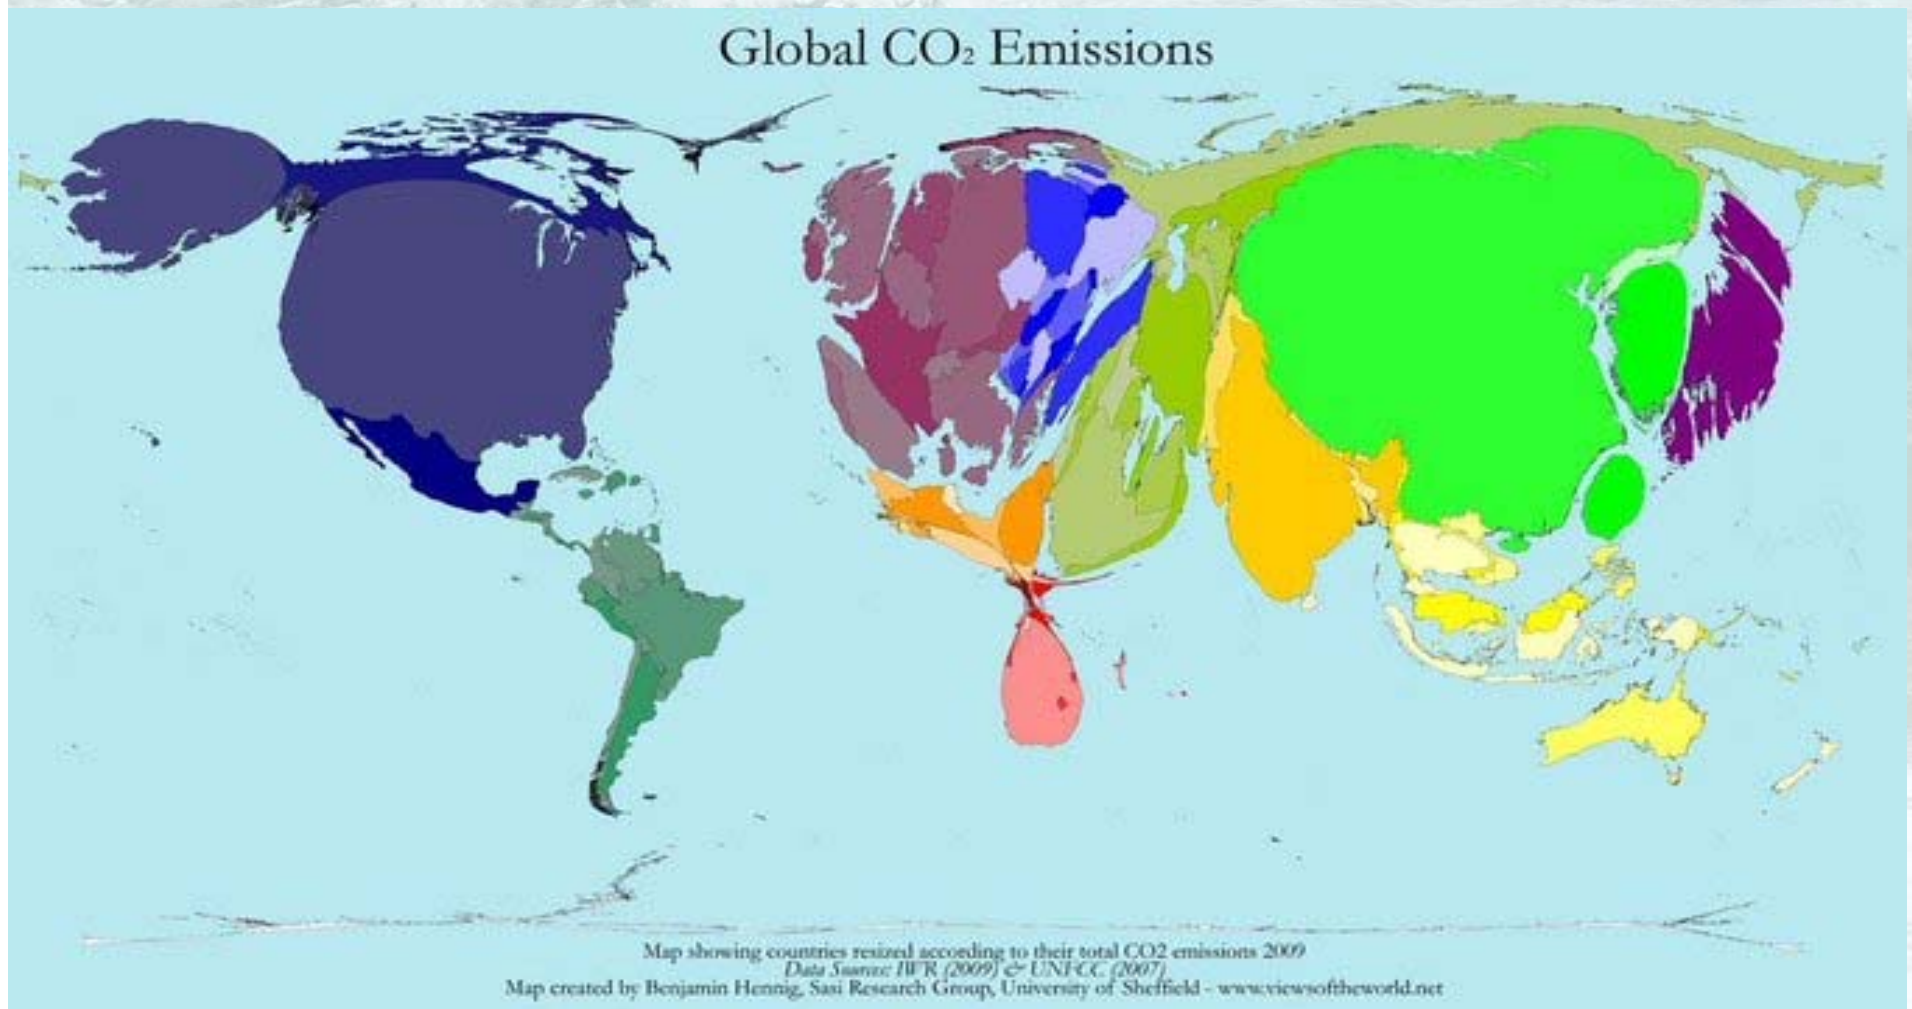 Global CO₂ Emissions
Map showing countries resized according to their total CO2 emissions 2009
Data Sources: IWR (2009) & UNFCC (2007)
Map created by Benjamin Hennig, Sasi Research Group, University of Sheffield - www.viewsoftheworld.net